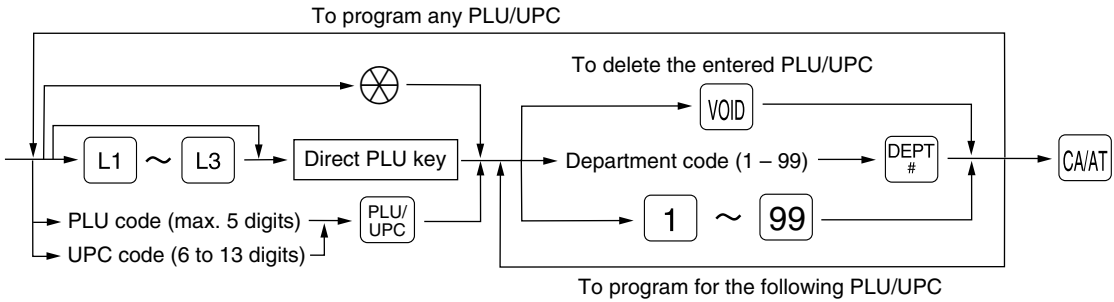 To program any PLU/UPC
To delete the entered PLU/UPC
VOID
L1 ～ L3 Direct PLU key Department code (1 – 99) DEPT # CA/AT
PLU code (max. 5 digits) PLU/ UPC 1 ～ 99
UPC code (6 to 13 digits)
To program for the following PLU/UPC